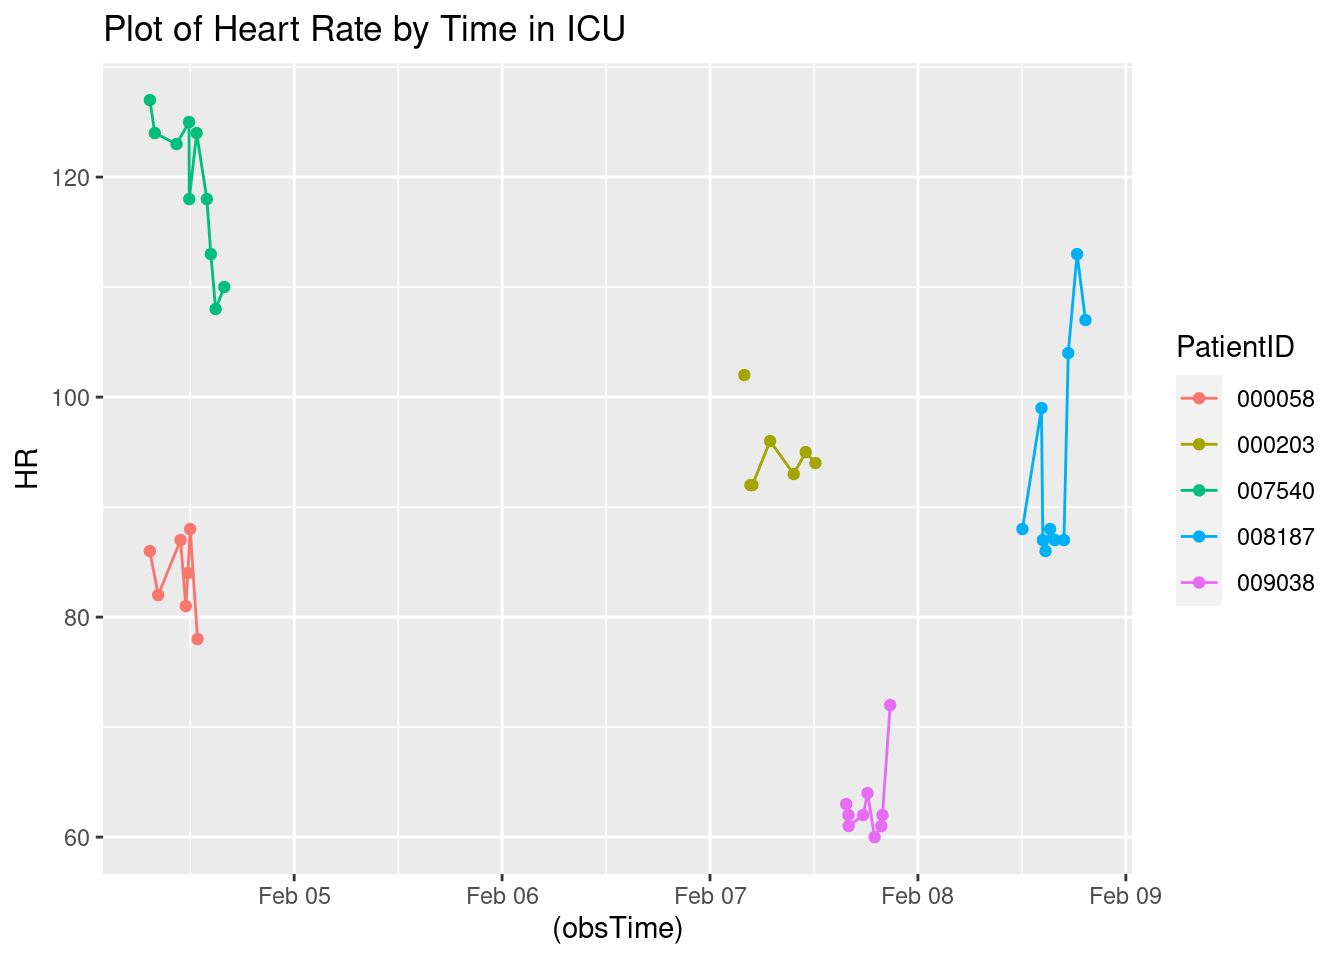 Plot of Heart Rate by Time in ICU
120
100
80
60
HR
Feb 05
Feb 06
Feb 07
Feb 08
Feb 09
(obsTime)
PatientID
000058
000203
007540
008187
009038